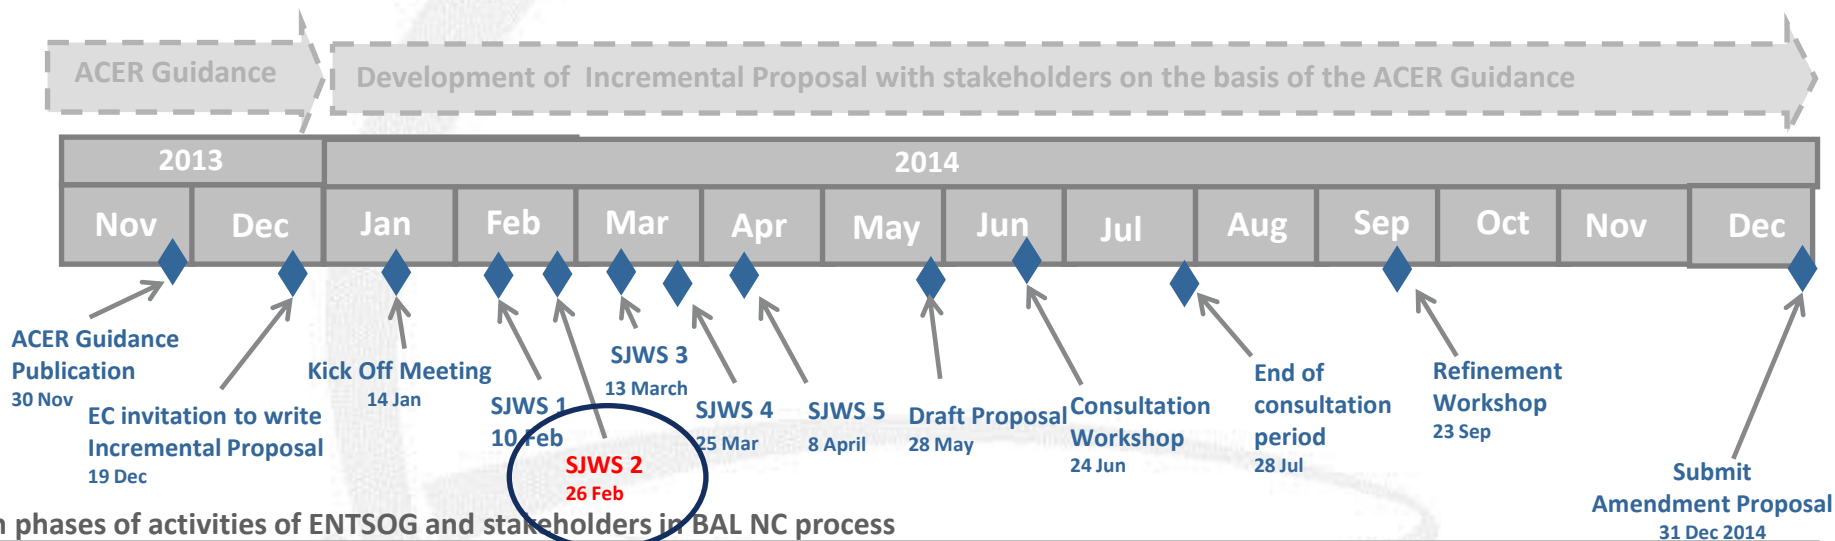 ACER Guidance
Development of Incremental Proposal with stakeholders on the basis of the ACER Guidance
2013
2014
Nov
Dec
Jan
Feb
Mar
Apr
May
Jun
Jul
Aug
Sep
Oct
Nov
Dec
ACER Guidance
Publication
30 Nov
EC invitation to write
Incremental Proposal
19 Dec
Kick Off Meeting
14 Jan
SJWS 1
10 Feb
SJWS 2
26 Feb
SJWS 3
13 March
SJWS 4
25 Mar
SJWS 5
8 April
Draft Proposal
28 May
Consultation
Workshop
24 Jun
End of
consultation
period
28 Jul
Refinement
Workshop
23 Sep
Submit
Amendment Proposal
31 Dec 2014
phases of activities of ENTSOG and stakeholders in BAL NC process